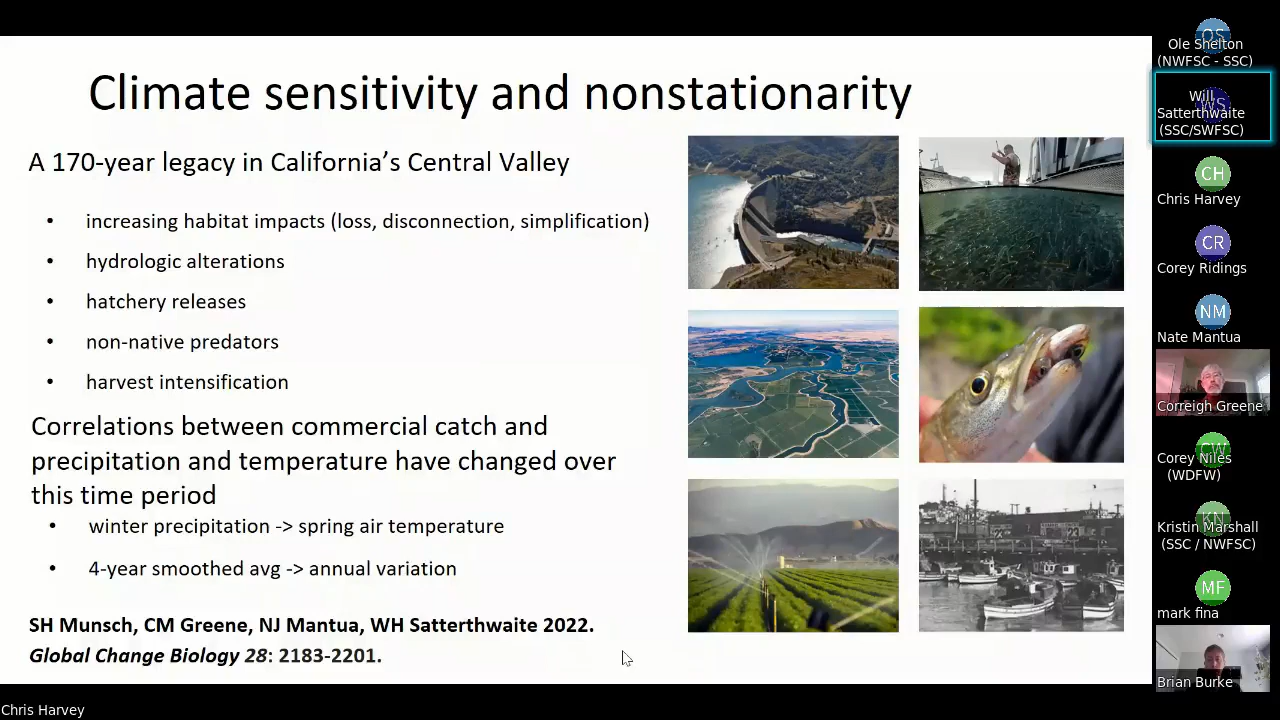 Climate sensitivity and nonstationarity
A 170-year legacy in California's Central Valley
• increasing habitat impacts (loss, disconnection, simplification)
• hydrologic alterations
• hatchery releases
• non-native predators
• harvest intensification
Correlations between commercial catch and
precipitation and temperature have changed over
this time period
• winter precipitation -> spring air temperature
• 4-year smoothed avg -> annual variation
SH Munsch, CM Greene, NJ Mantua, WH Satterthwaite 2022.
Global Change Biology 28: 2183-2201.
OS
Ole Shelton
(NWFSC - SSC)
WS
Will
Satterthwaite
(SSC/SWFSC)
CH
Chris Harvey
CR
Corey Ridings
NM
Nate Mantua
Correigh Greene
CW
Corey Niles
(WDFW)
KN
Kristin Marshall
(SSC / NWFSC)
MF
mark fina
Brian Burke
Chris Harvey